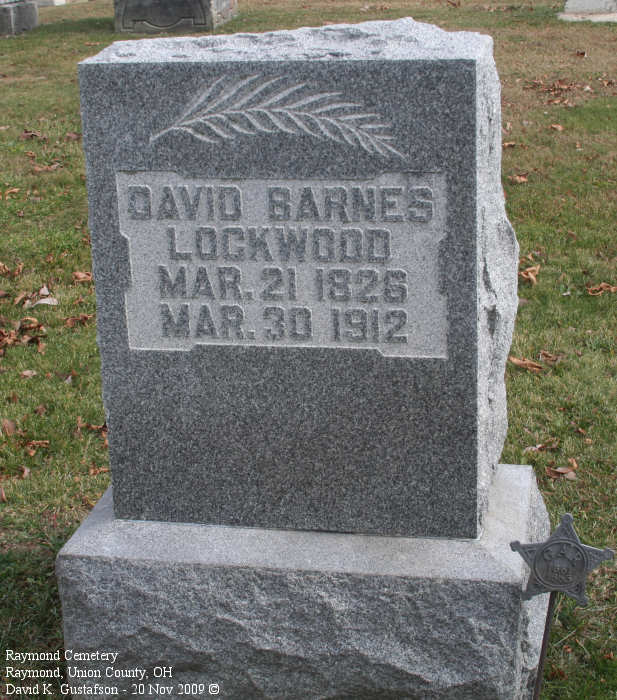 DAVID BARNES
LOCKWOOD
MAR. 21 1826
MAR. 30 1912
Raymond Cemetery
Raymond, Union County, OH
David K. Gustafson - 20 Nov 2009 ©